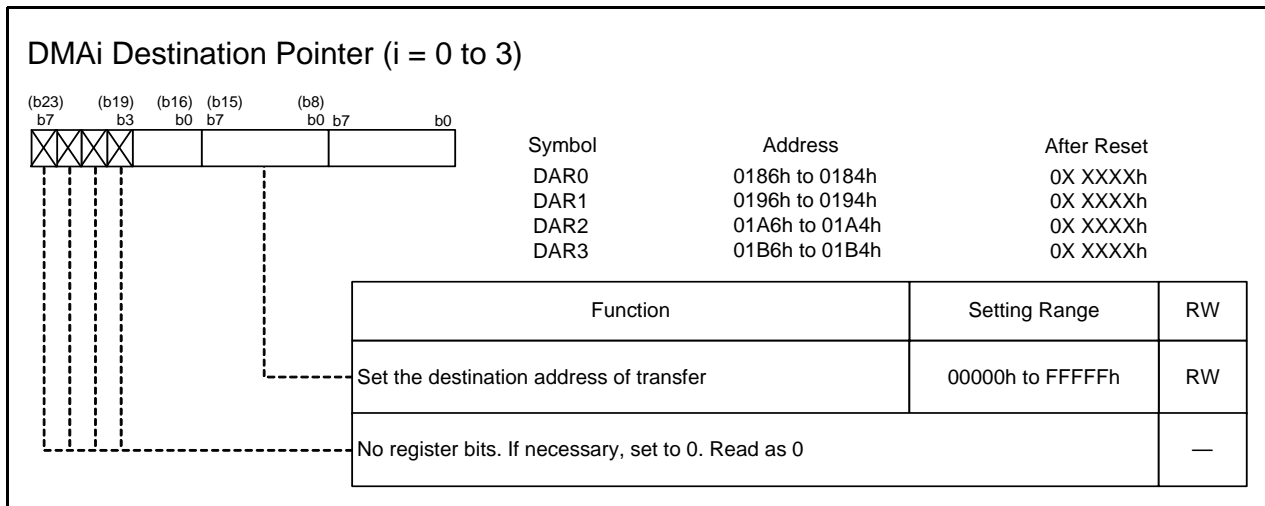 DMAi Destination Pointer (i = 0 to 3)
(b23) (b19) (b16) (b15) (b8)
b7 b3 b0 b7 b0 b7 b0
Symbol Address After Reset
DAR0 0186h to 0184h 0X XXXXh
DAR1 0196h to 0194h 0X XXXXh
DAR2 01A6h to 01A4h 0X XXXXh
DAR3 01B6h to 01B4h 0X XXXXh
Function Setting Range RW
Set the destination address of transfer 00000h to FFFFFh RW
No register bits. If necessary, set to 0. Read as 0 —